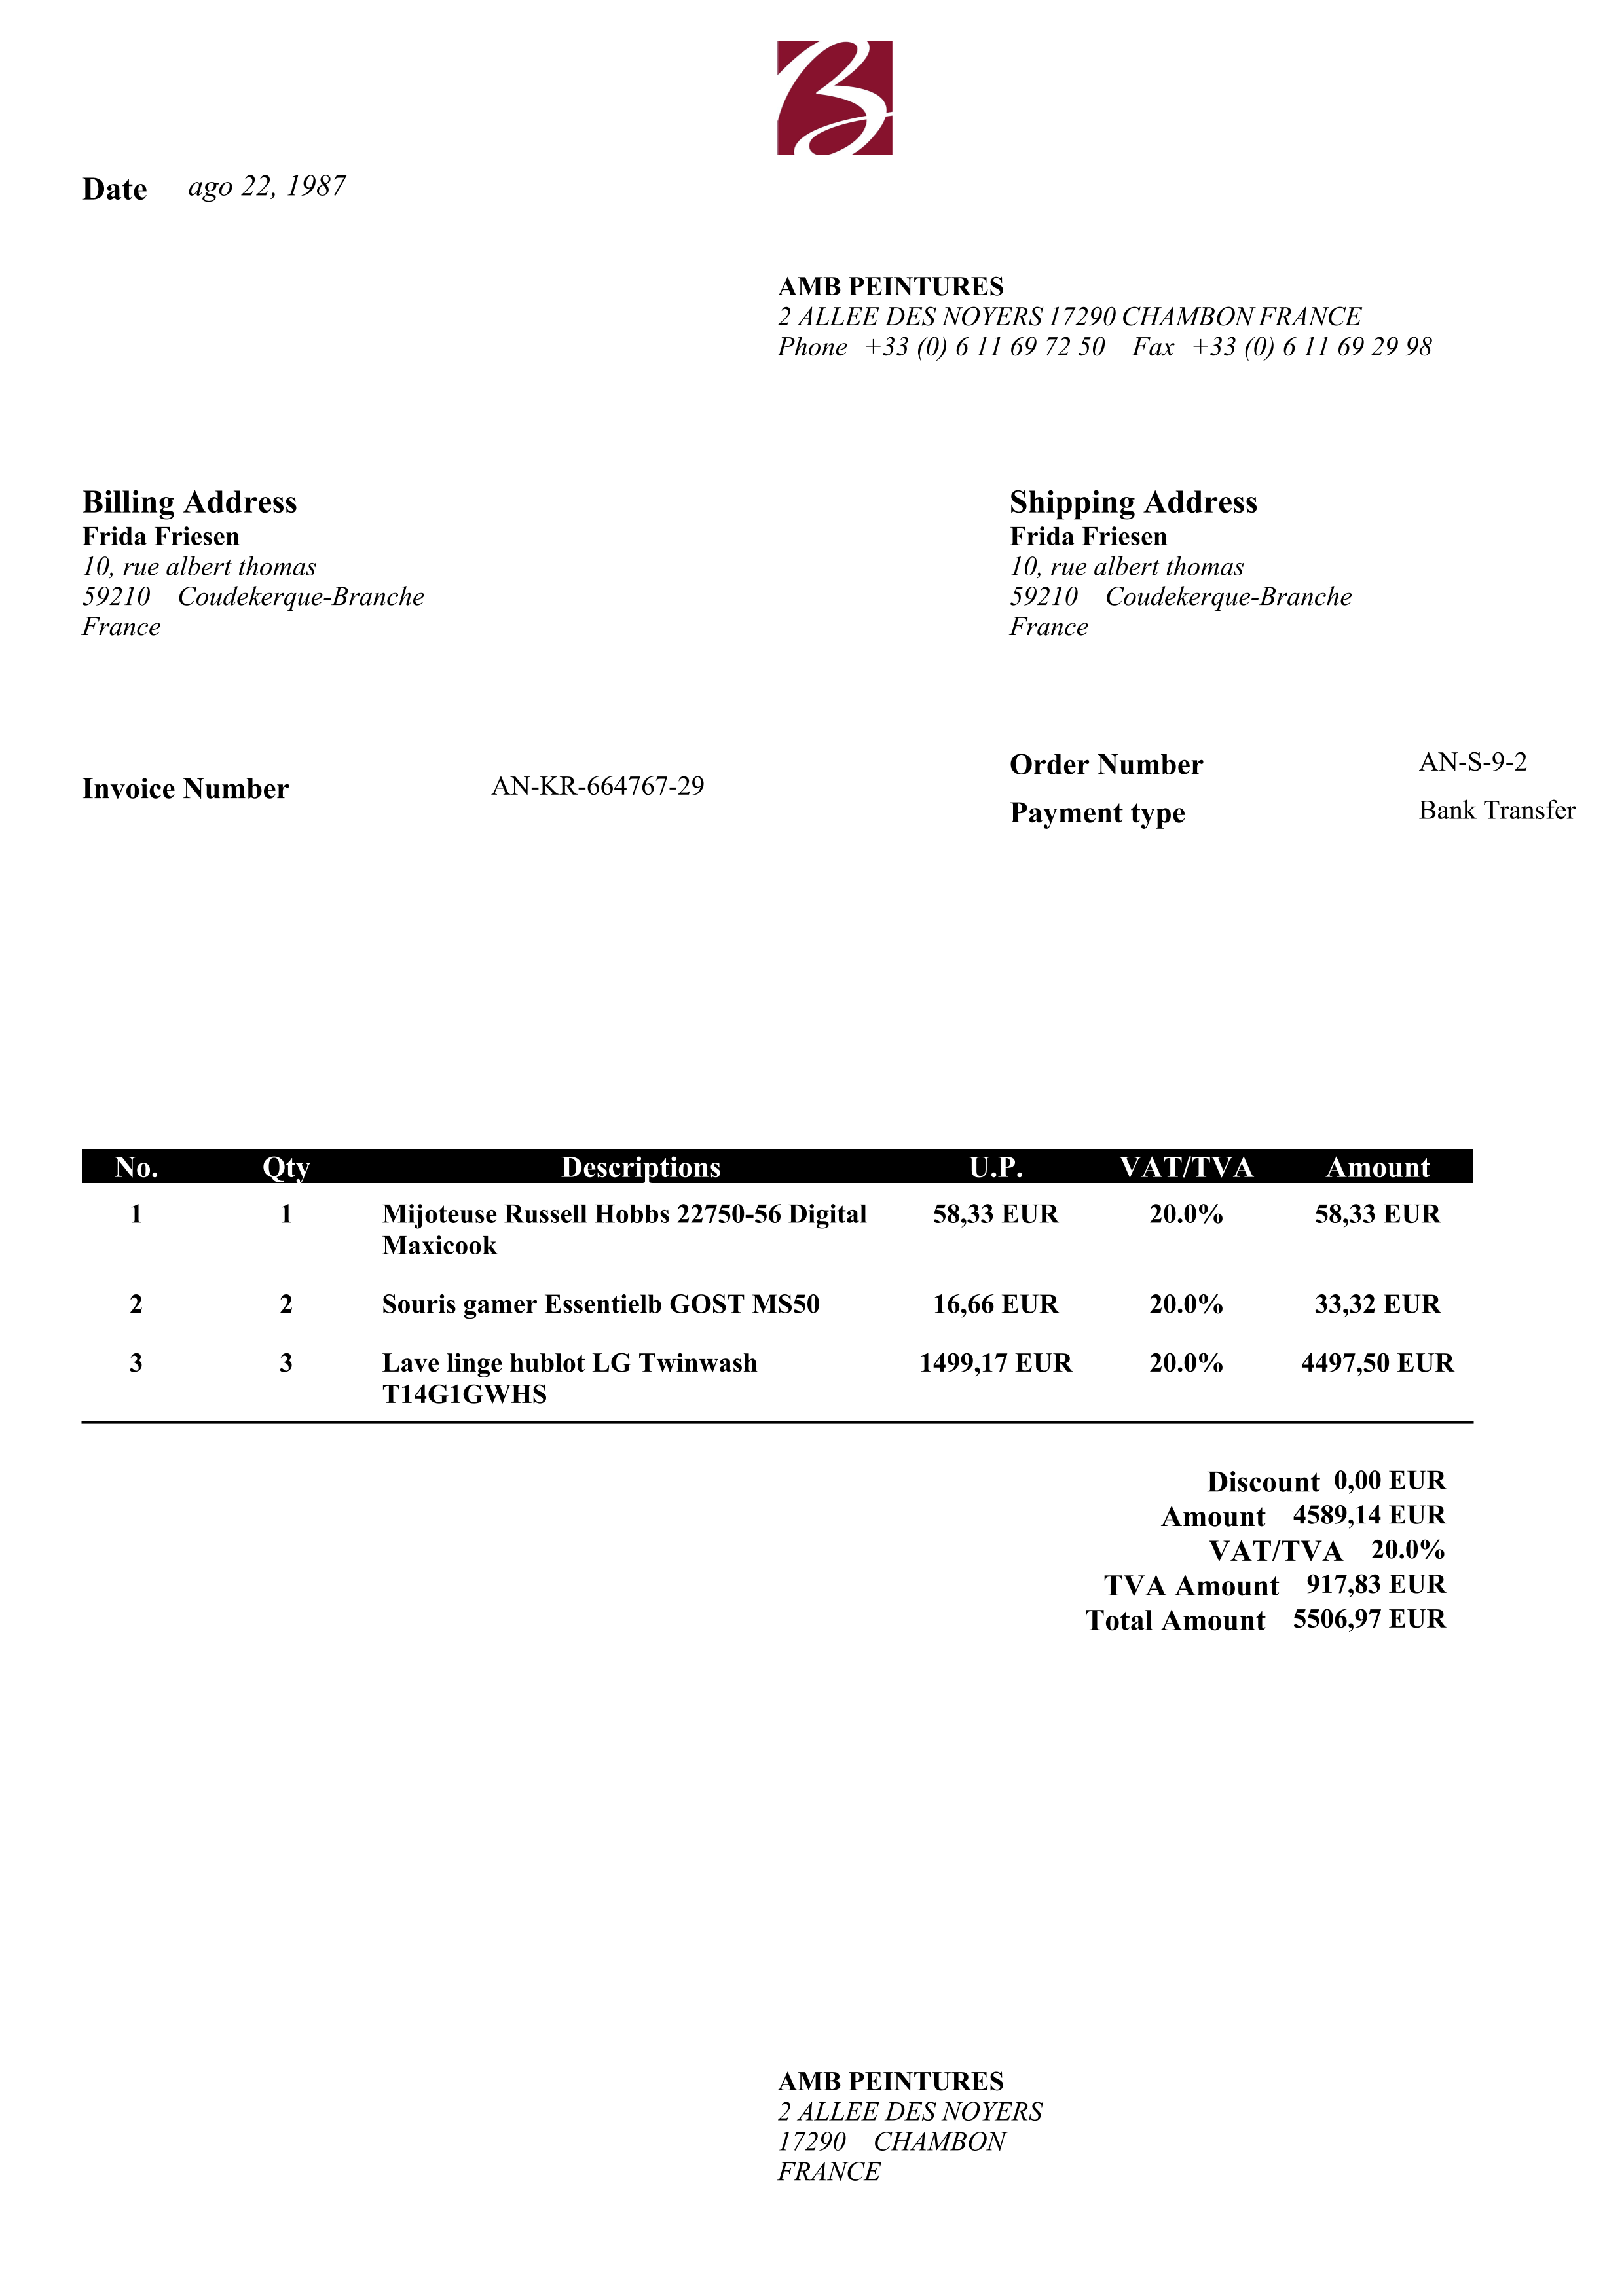 B
Date ago 22, 1987
AMB PEINTURES
2 ALLEE DES NOYERS 17290 CHAMBON FRANCE
Phone +33 (0) 6 11 69 72 50 Fax +33 (0) 6 11 69 29 98
Billing Address
Frida Friesen
10, rue albert thomas
59210 Coudekerque-Branche
France
Shipping Address
Frida Friesen
10, rue albert thomas
59210 Coudekerque-Branche
France
Invoice Number AN-KR-664767-29
Order Number AN-S-9-2
Payment type Bank Transfer
No. Qty Descriptions U.P. VAT/TVA Amount
1 1 Mijoteuse Russell Hobbs 22750-56 Digital 58,33 EUR 20.0% 58,33 EUR
Maxicook
2 2 Souris gamer Essentielb GOST MS50 16,66 EUR 20.0% 33,32 EUR
3 3 Lave linge hublot LG Twinwash 1499,17 EUR 20.0% 4497,50 EUR
T14G1GWHS
Discount 0,00 EUR
Amount 4589,14 EUR
VAT/TVA 20.0%
TVA Amount 917,83 EUR
Total Amount 5506,97 EUR
AMB PEINTURES
2 ALLEE DES NOYERS
17290 CHAMBON
FRANCE